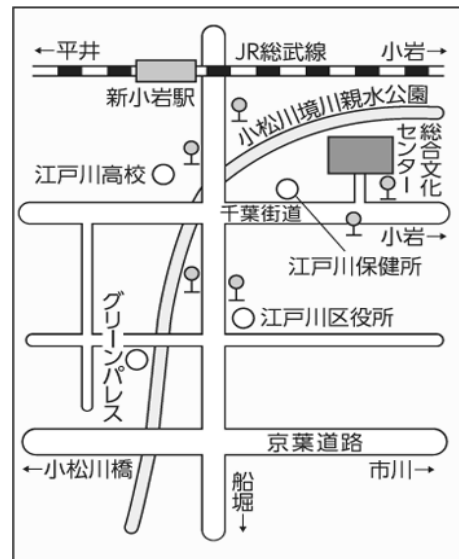 ←平井
JR総武線
小岩→
新小岩駅
小松川境川親水公園
総合文化
センター
江戸川高校
千葉街道
小岩→
江戸川保健所
グリーンパレス
江戸川区役所
京葉道路
←小松川橋
船堀↓
市川→